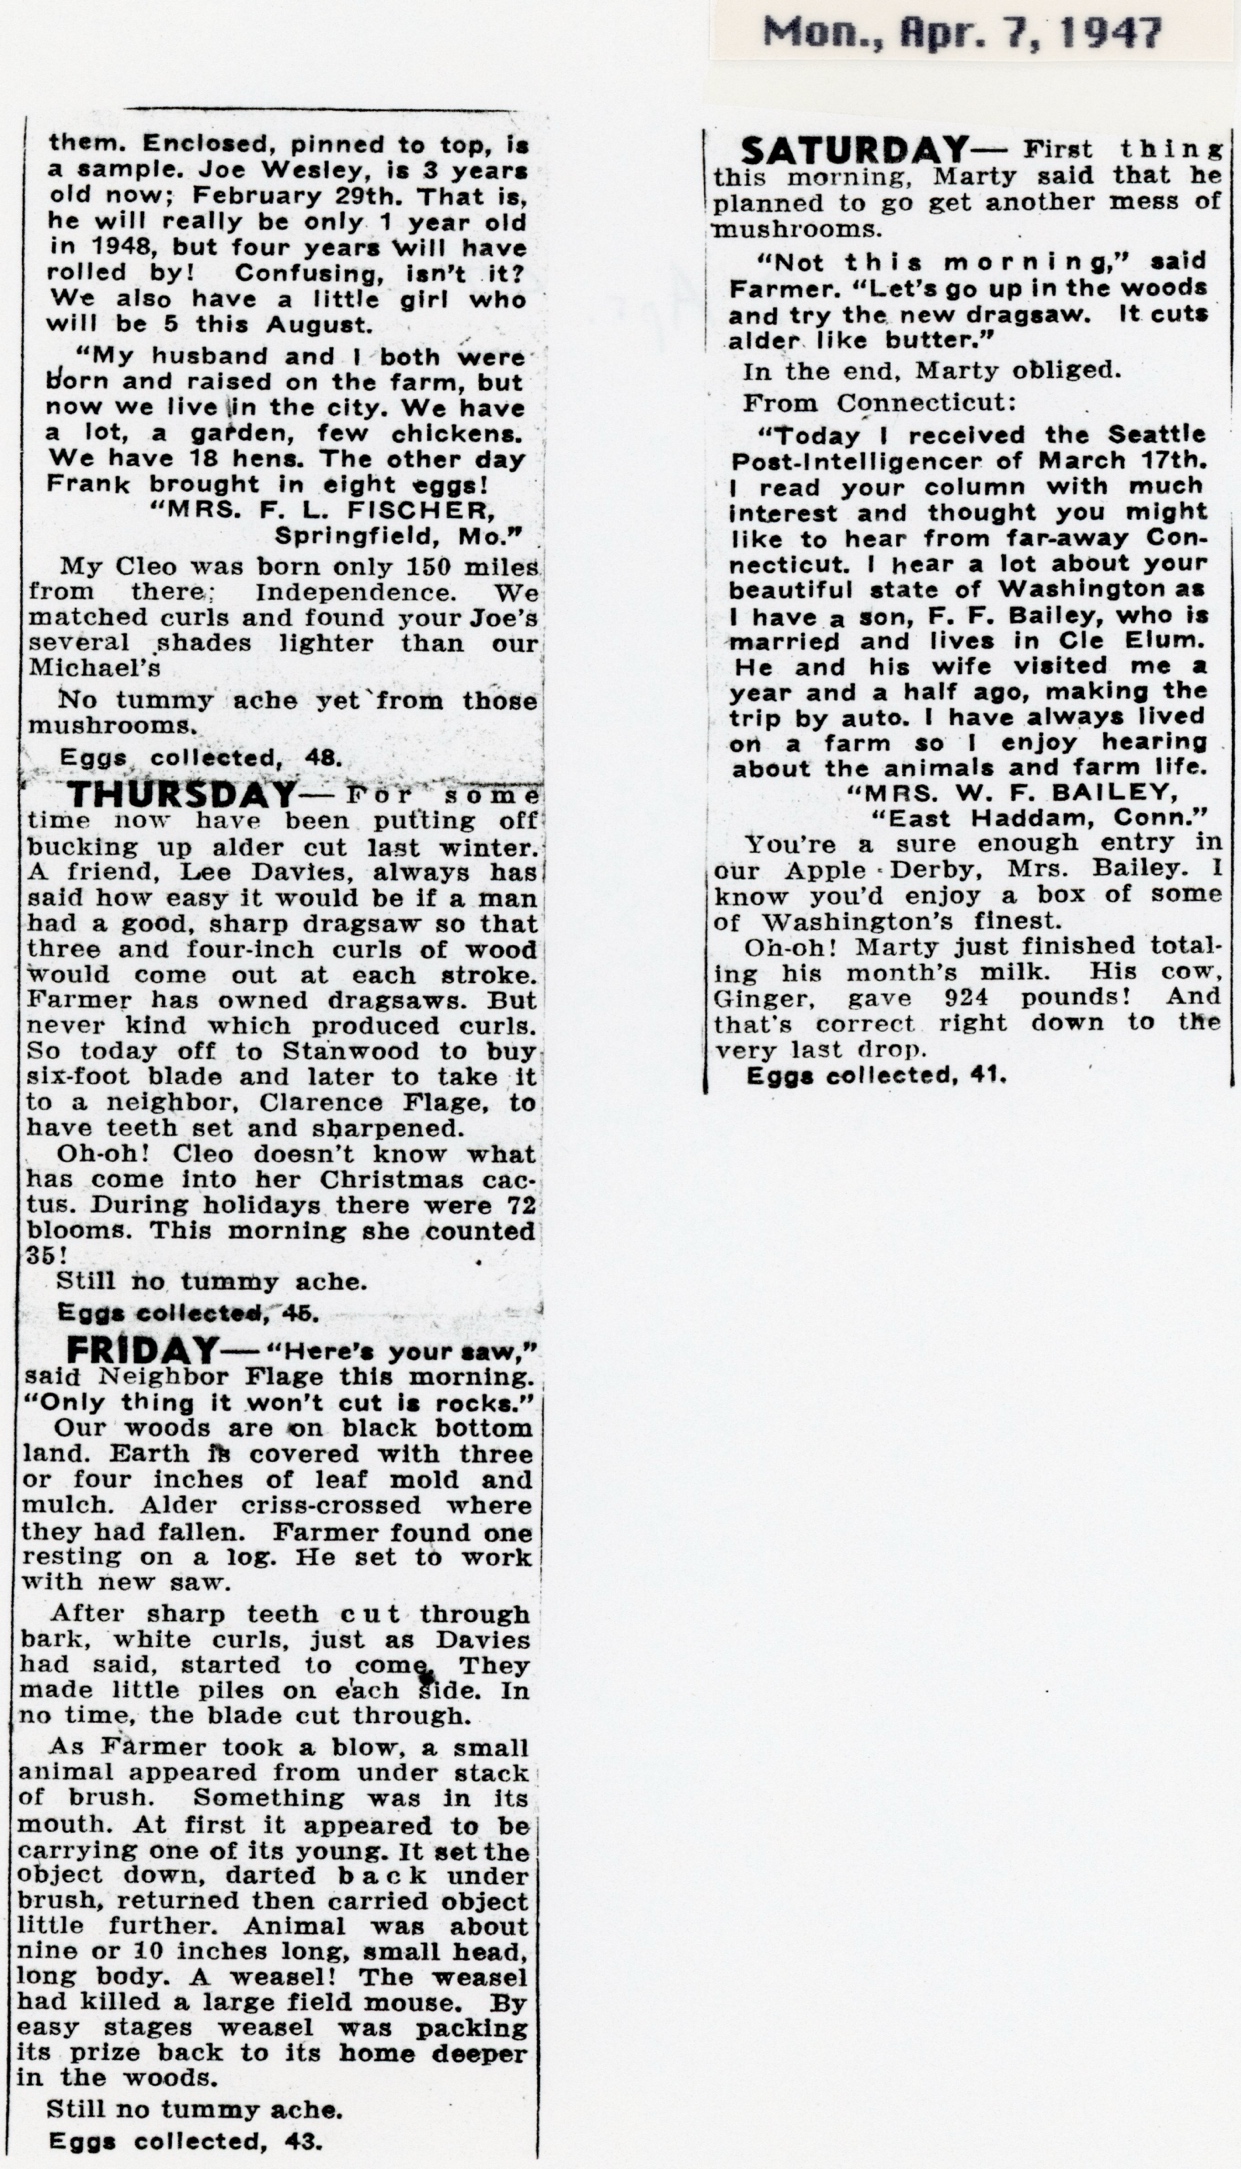 Mon., Apr. 7, 1947
them. Enclosed, pinned to top, is
a sample. Joe Wesley, is 3 years
old now; February 29th. That is,
he will really be only 1 year old
in 1948, but four years will have
rolled by! Confusing, isn't it?
We also have a little girl who
will be 5 this August.
"My husband and I both were
born and raised on the farm, but
now we live in the city. We have
a lot, a garden, few chickens.
We have 18 hens. The other day
Frank brought in eight eggs!
"MRS. F. L. FISCHER,
Springfield, Mo."
My Cleo was born only 150 miles
from there; Independence. We
matched curls and found your Joe's
several shades lighter than our
Michael's
No tummy ache yet from those
mushrooms.
Eggs collected, 48.
THURSDAY—For some
time now have been putting off
bucking up alder cut last winter.
A friend, Lee Davies, always has
said how easy it would be if a man
had a good, sharp dragsaw so that
three and four-inch curls of wood
would come out at each stroke.
Farmer has owned dragsaws. But
never kind which produced curls.
So today off to Stanwood to buy
six-foot blade and later to take it
to a neighbor, Clarence Flage, to
have teeth set and sharpened.
Oh-oh! Cleo doesn't know what
has come into her Christmas cac-
tus. During holidays there were 72
blooms. This morning she counted
35!
Still no tummy ache.
Eggs collected, 45.
FRIDAY—"Here's your saw,"
said Neighbor Flage this morning.
"Only thing it won't cut is rocks."
Our woods are on black bottom
land. Earth is covered with three
or four inches of leaf mold and
mulch. Alder criss-crossed where
they had fallen. Farmer found one
resting on a log. He set to work
with new saw.
After sharp teeth cut through
bark, white curls, just as Davies
had said, started to come. They
made little piles on each side. In
no time, the blade cut through.
As Farmer took a blow, a small
animal appeared from under stack
of brush. Something was in its
mouth. At first it appeared to be
carrying one of its young. It set the
object down, darted back under
brush, returned then carried object
little further. Animal was about
nine or 10 inches long, small head,
long body. A weasel! The weasel
had killed a large field mouse. By
easy stages weasel was packing
its prize back to its home deeper
in the woods.
Still no tummy ache.
Eggs collected, 43.
SATURDAY—First thing
this morning, Marty said that he
planned to go get another mess of
mushrooms.
"Not this morning," said
Farmer. "Let's go up in the woods
and try the new dragsaw. It cuts
alder like butter."
In the end, Marty obliged.
From Connecticut:
"Today I received the Seattle
Post-Intelligencer of March 17th.
I read your column with much
interest and thought you might
like to hear from far-away Con-
necticut. I hear a lot about your
beautiful state of Washington as
I have a son, F. F. Bailey, who is
married and lives in Cle Elum.
He and his wife visited me a
year and a half ago, making the
trip by auto. I have always lived
on a farm so I enjoy hearing
about the animals and farm life.
"MRS. W. F. BAILEY,
"East Haddam, Conn."
You're a sure enough entry in
our Apple Derby, Mrs. Bailey. I
know you'd enjoy a box of some
of Washington's finest.
Oh-oh! Marty just finished total-
ing his month's milk. His cow,
Ginger, gave 924 pounds! And
that's correct right down to the
very last drop.
Eggs collected, 41.